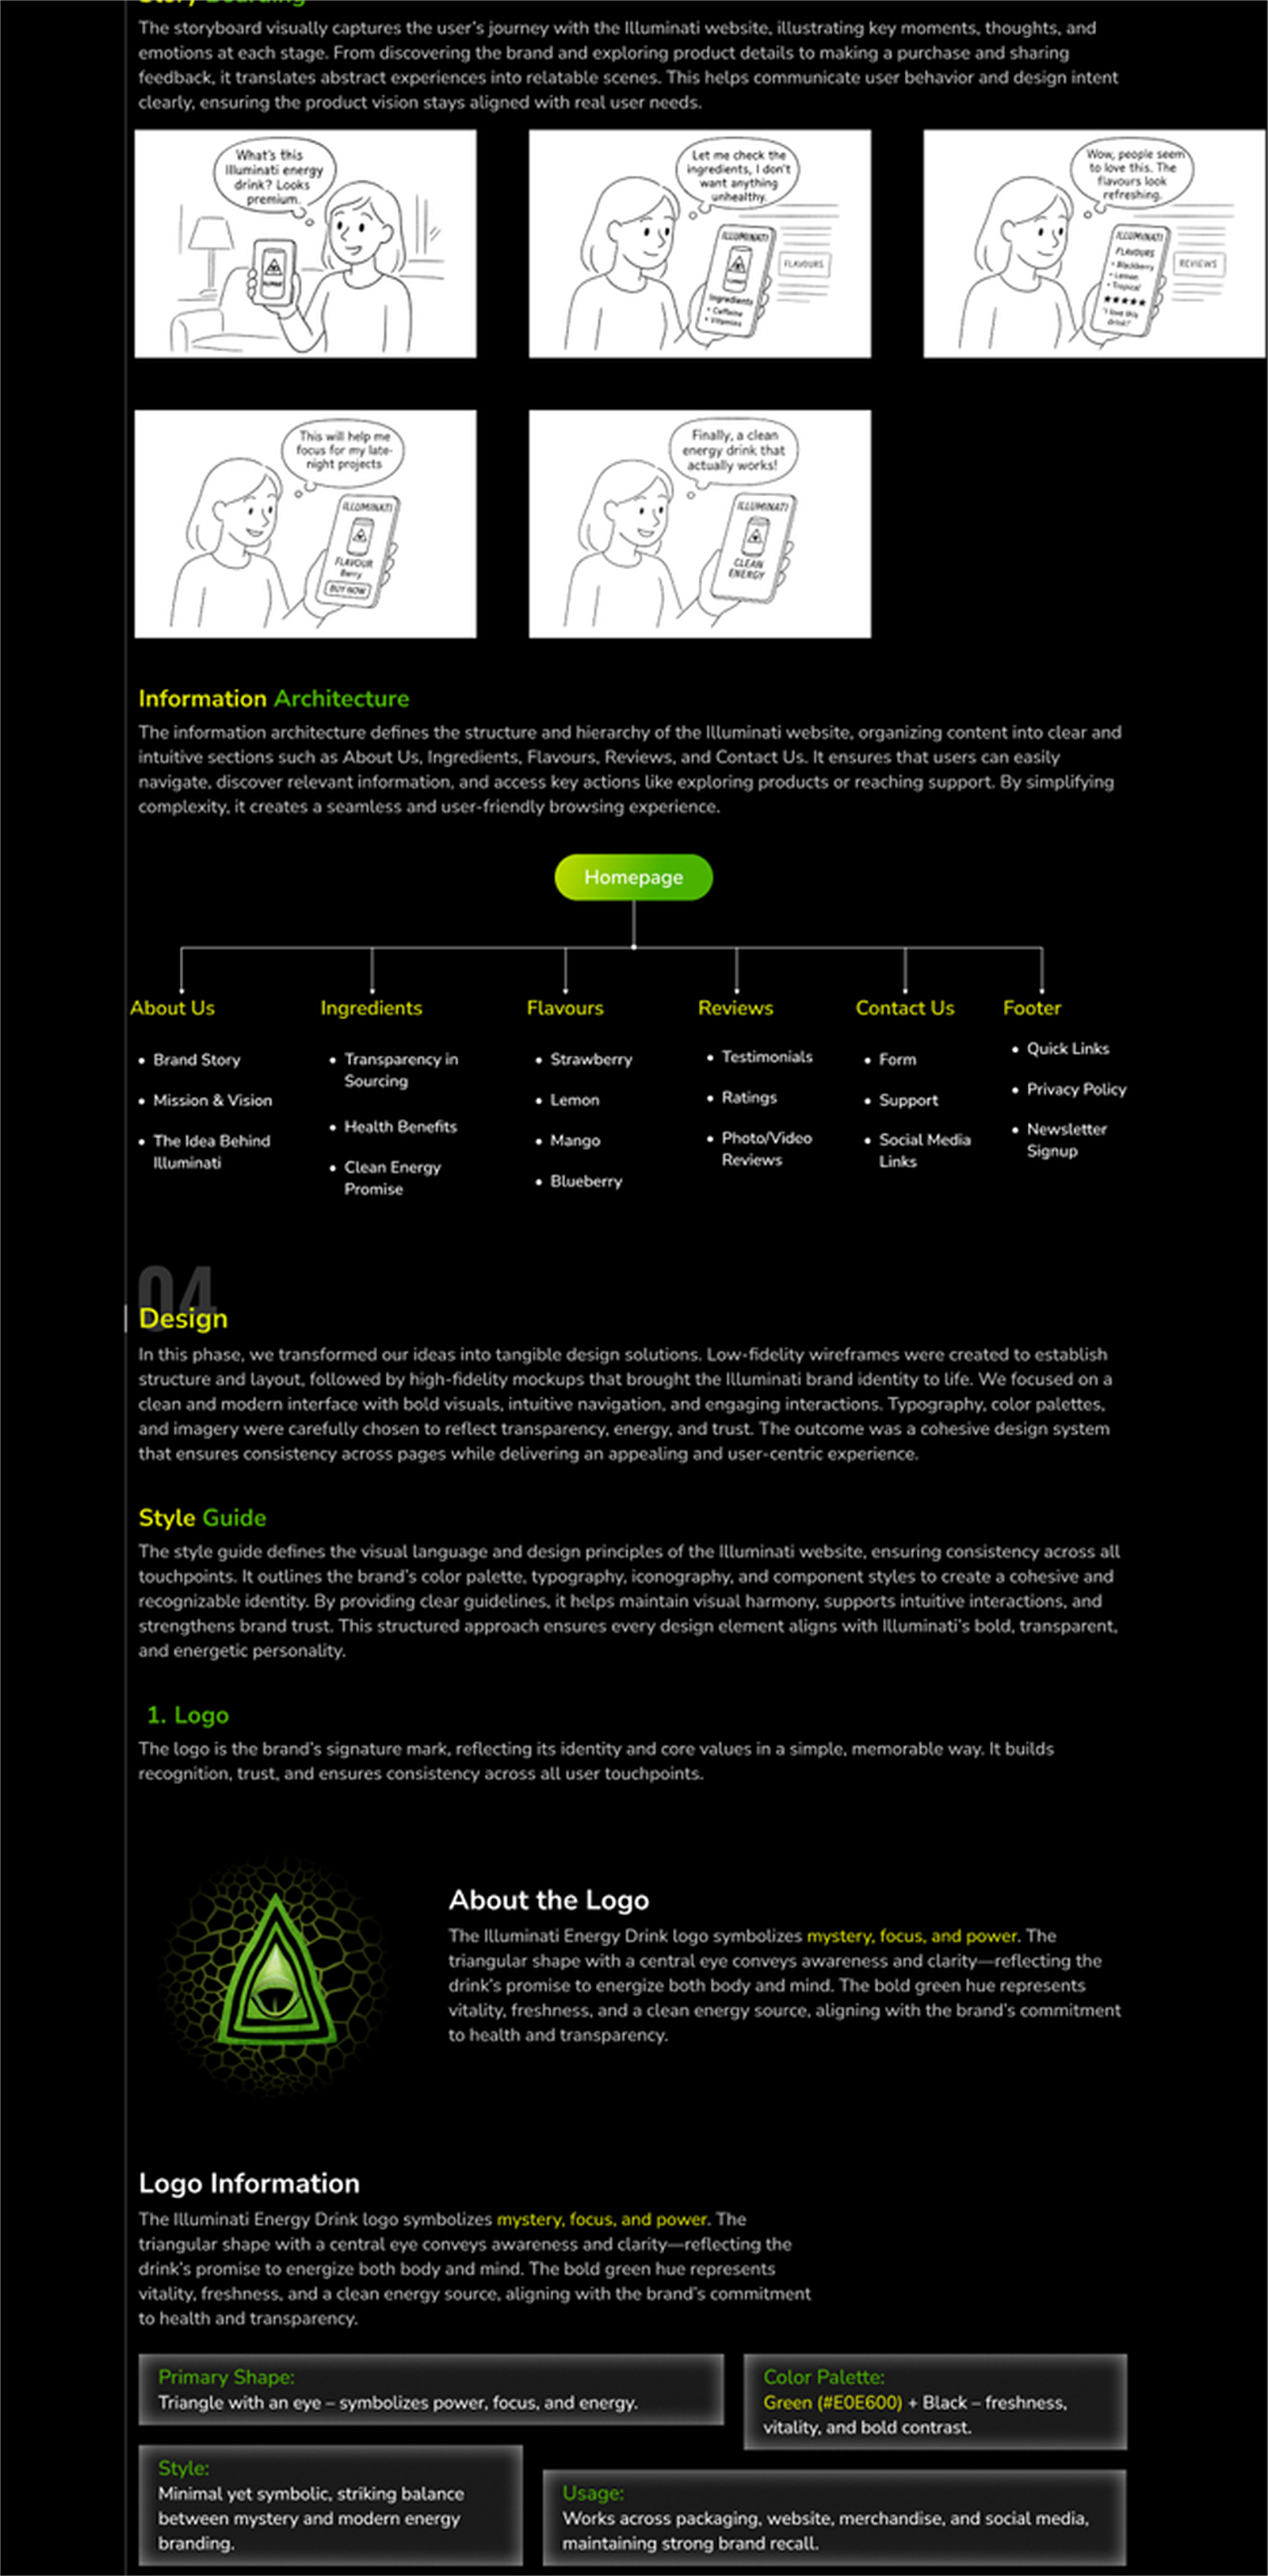 Story Boarding
The storyboard visually captures the user's journey with the Illuminati website, illustrating key moments, thoughts, and
emotions at each stage. From discovering the brand and exploring product details to making a purchase and sharing
feedback, it translates abstract experiences into relatable scenes. This helps communicate user behavior and design intent
clearly, ensuring the product vision stays aligned with real user needs.
What's this
Illuminati energy
drink? Looks
premium.
Let me check the
ingredients, I don't
want anything
unhealthy.
ILLUMINATI
Ingredients
• Caffeine
• Vitamins
FLAVOURS
Wow, people seem
to love this. The
flavours look
refreshing.
ILLUMINATI
FLAVOURS
• Blackberry
• Lemon
• Tropical
★★★★★
"I love this
drink!"
REVIEWS
This will help me
focus for my late-
night projects
ILLUMINATI
FLAVOUR
Berry
BUY NOW
Finally, a clean
energy drink that
actually works!
ILLUMINATI
CLEAN
ENERGY
Information Architecture
The information architecture defines the structure and hierarchy of the Illuminati website, organizing content into clear and
intuitive sections such as About Us, Ingredients, Flavours, Reviews, and Contact Us. It ensures that users can easily
navigate, discover relevant information, and access key actions like exploring products or reaching support. By simplifying
complexity, it creates a seamless and user-friendly browsing experience.
Homepage
About Us
• Brand Story
• Mission & Vision
• The Idea Behind
Illuminati
Ingredients
• Transparency in
Sourcing
• Health Benefits
• Clean Energy
Promise
Flavours
• Strawberry
• Lemon
• Mango
• Blueberry
Reviews
• Testimonials
• Ratings
• Photo/Video
Reviews
Contact Us
• Form
• Support
• Social Media
Links
Footer
• Quick Links
• Privacy Policy
• Newsletter
Signup
04
Design
In this phase, we transformed our ideas into tangible design solutions. Low-fidelity wireframes were created to establish
structure and layout, followed by high-fidelity mockups that brought the Illuminati brand identity to life. We focused on a
clean and modern interface with bold visuals, intuitive navigation, and engaging interactions. Typography, color palettes,
and imagery were carefully chosen to reflect transparency, energy, and trust. The outcome was a cohesive design system
that ensures consistency across pages while delivering an appealing and user-centric experience.
Style Guide
The style guide defines the visual language and design principles of the Illuminati website, ensuring consistency across all
touchpoints. It outlines the brand's color palette, typography, iconography, and component styles to create a cohesive and
recognizable identity. By providing clear guidelines, it helps maintain visual harmony, supports intuitive interactions, and
strengthens brand trust. This structured approach ensures every design element aligns with Illuminati's bold, transparent,
and energetic personality.
1. Logo
The logo is the brand's signature mark, reflecting its identity and core values in a simple, memorable way. It builds
recognition, trust, and ensures consistency across all user touchpoints.
About the Logo
The Illuminati Energy Drink logo symbolizes mystery, focus, and power. The
triangular shape with a central eye conveys awareness and clarity—reflecting the
drink's promise to energize both body and mind. The bold green hue represents
vitality, freshness, and a clean energy source, aligning with the brand's commitment
to health and transparency.
Logo Information
The Illuminati Energy Drink logo symbolizes mystery, focus, and power. The
triangular shape with a central eye conveys awareness and clarity—reflecting the
drink's promise to energize both body and mind. The bold green hue represents
vitality, freshness, and a clean energy source, aligning with the brand's commitment
to health and transparency.
Primary Shape:
Triangle with an eye – symbolizes power, focus, and energy.
Color Palette:
Green (#E0E600) + Black – freshness,
vitality, and bold contrast.
Style:
Minimal yet symbolic, striking balance
between mystery and modern energy
branding.
Usage:
Works across packaging, website, merchandise, and social media,
maintaining strong brand recall.